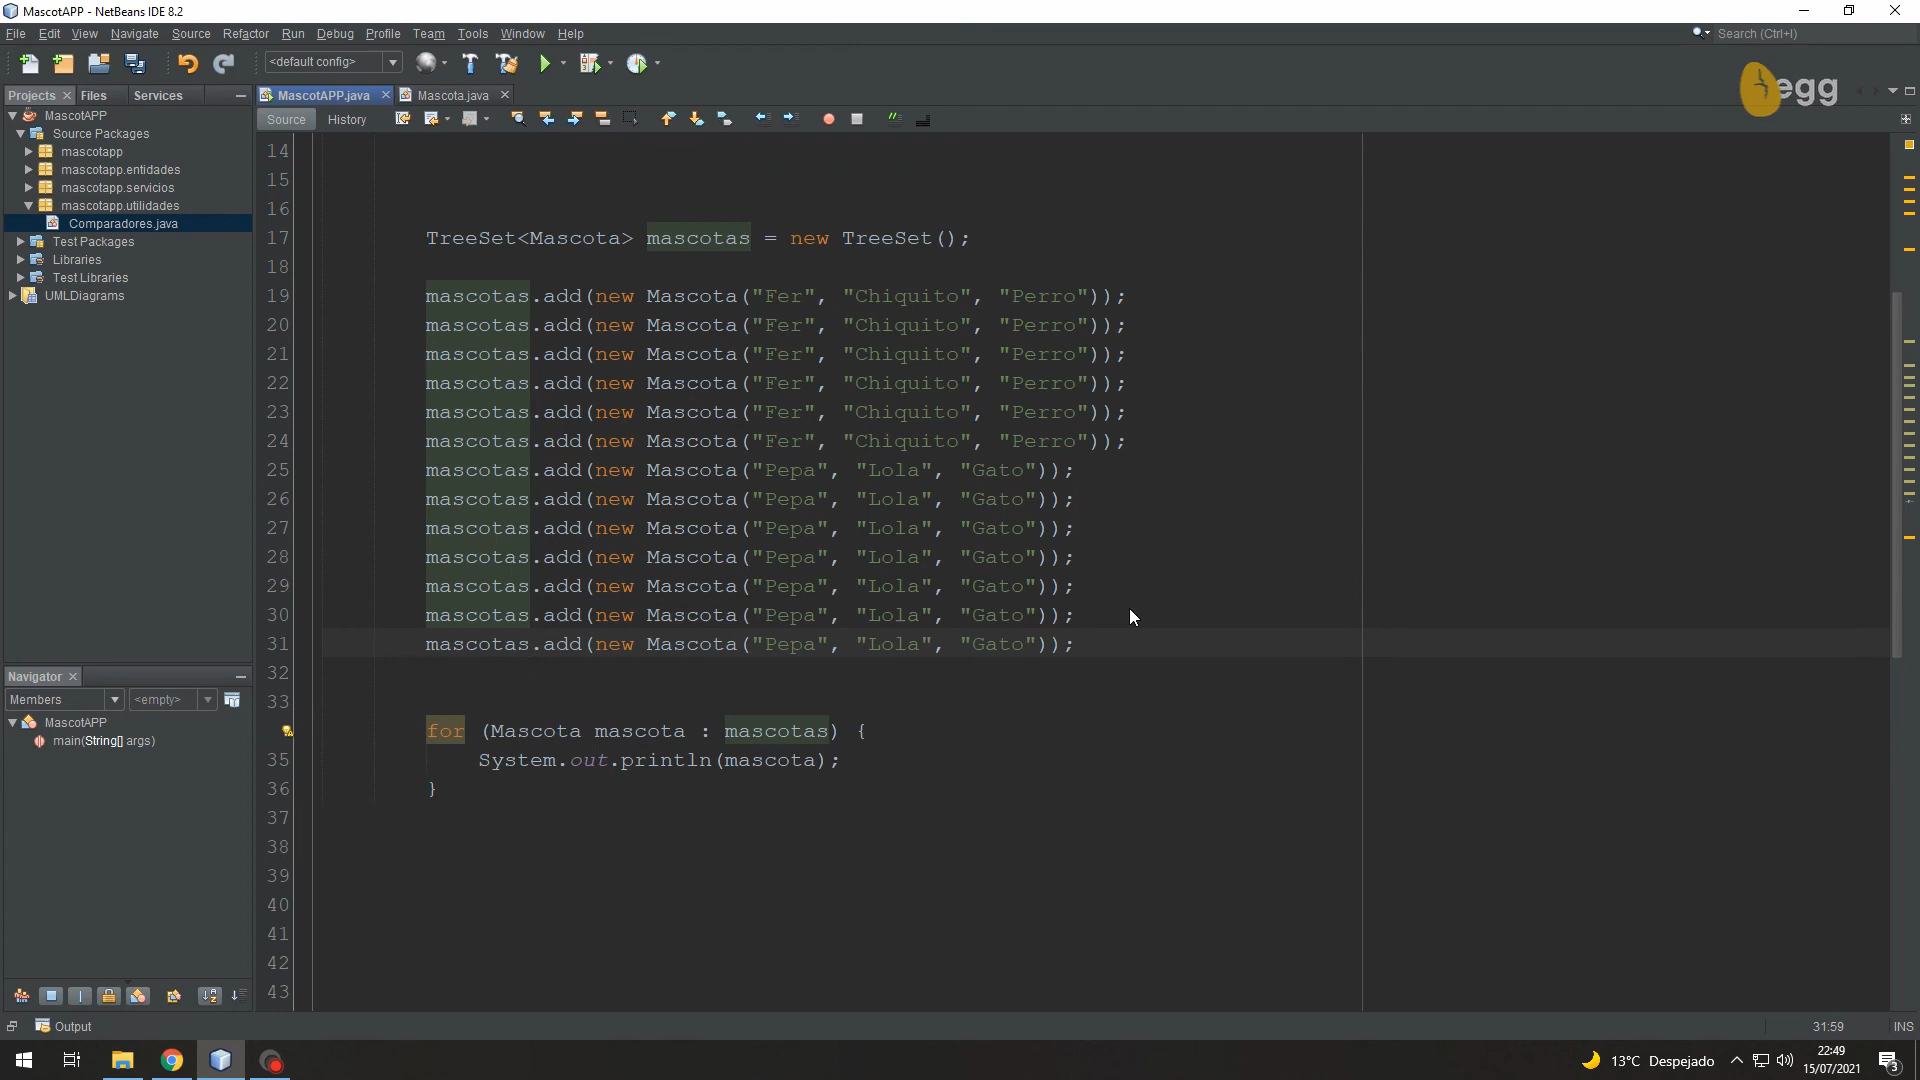 MascotAPP - NetBeans IDE 8.2
File Edit View Navigate Source Refactor Run Debug Profile Team Tools Window Help
Search (Ctrl+I)
<default config>
egg
Projects Files Services
MascotAPP.java Mascota.java
Source History
MascotAPP
Source Packages
mascotapp
mascotapp.entidades
mascotapp.servicios
mascotapp.utilidades
Comparadores.java
Test Packages
Libraries
Test Libraries
UMLDiagrams
14
15
16
17 TreeSet<Mascota> mascotas = new TreeSet();
18
19 mascotas.add(new Mascota("Fer", "Chiquito", "Perro"));
20 mascotas.add(new Mascota("Fer", "Chiquito", "Perro"));
21 mascotas.add(new Mascota("Fer", "Chiquito", "Perro"));
22 mascotas.add(new Mascota("Fer", "Chiquito", "Perro"));
23 mascotas.add(new Mascota("Fer", "Chiquito", "Perro"));
24 mascotas.add(new Mascota("Fer", "Chiquito", "Perro"));
25 mascotas.add(new Mascota("Pepa", "Lola", "Gato"));
26 mascotas.add(new Mascota("Pepa", "Lola", "Gato"));
27 mascotas.add(new Mascota("Pepa", "Lola", "Gato"));
28 mascotas.add(new Mascota("Pepa", "Lola", "Gato"));
29 mascotas.add(new Mascota("Pepa", "Lola", "Gato"));
30 mascotas.add(new Mascota("Pepa", "Lola", "Gato"));
31 mascotas.add(new Mascota("Pepa", "Lola", "Gato"));
32
33
for (Mascota mascota : mascotas) {
35 System.out.println(mascota);
36 }
37
38
39
40
41
42
43
Navigator
Members <empty>
MascotAPP
main(String[] args)
Output
31:59 INS
13°C Despejado
22:49
15/07/2021
3